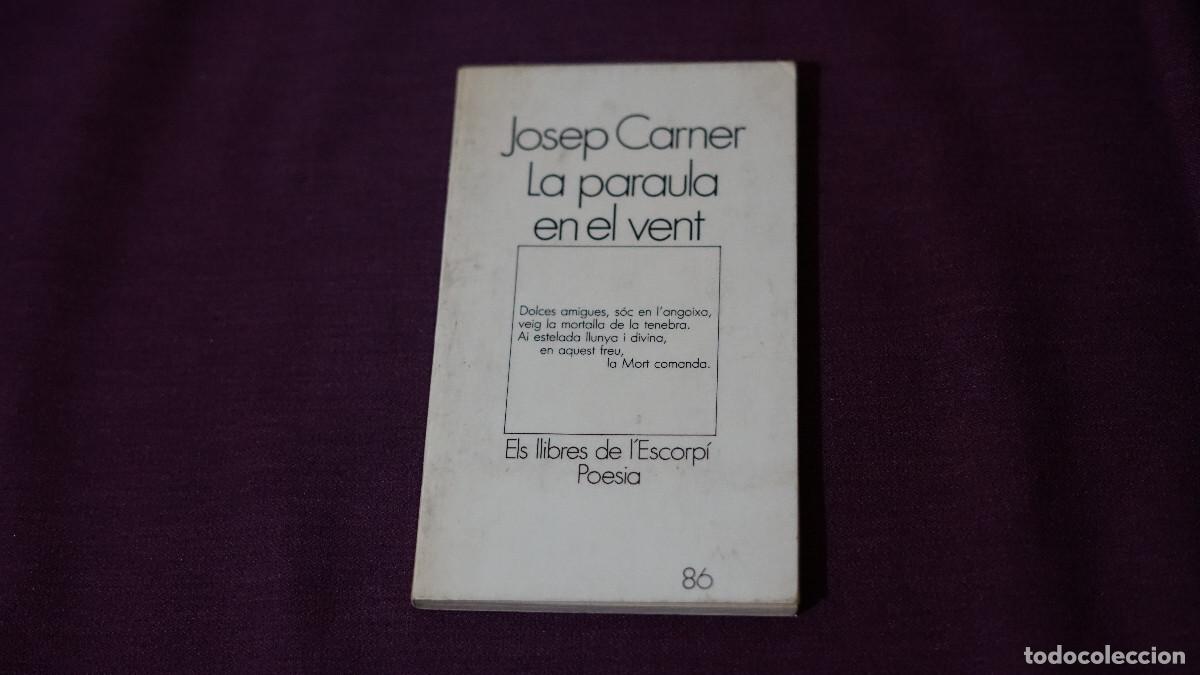 Josep Carner
La paraula
en el vent
Dolces amigues, sóc en l'angoixa,
veig la mortalla de la tenebra.
Ai estelada llunya i divina,
en aquest freu,
la Mort comanda.
Els llibres de l'Escorpí
Poesia
86
todocoleccion